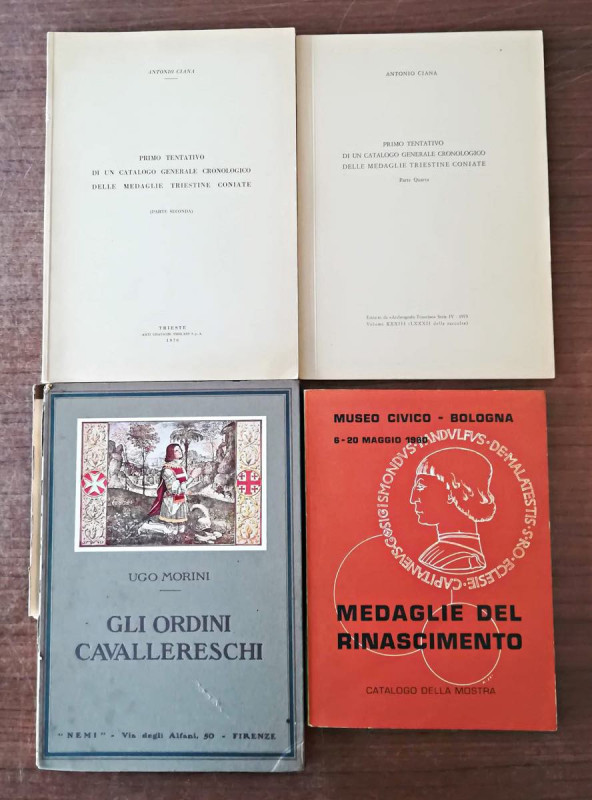 ANTONIO CIANA
PRIMO TENTATIVO
DI UN CATALOGO GENERALE CRONOLOGICO
DELLE MEDAGLIE TRIESTINE CONIATE
(PARTE SECONDA)
TRIESTE
ANTONIO CIANA
PRIMO TENTATIVO
DI UN CATALOGO GENERALE CRONOLOGICO
DELLE MEDAGLIE TRIESTINE CONIATE
Parte Quarta
UGO MORINI
GLI ORDINI
CAVALLERESCHI
"NEMI" - Via degli Alfani, 50 - FIRENZE
MUSEO CIVICO - BOLOGNA
6-20 MAGGIO 1960
SIGISMONDVS PANDVLFVS DE MALATESTIS S RO ECLESIE CAPITANEVS G
MEDAGLIE DEL
RINASCIMENTO
CATALOGO DELLA MOSTRA